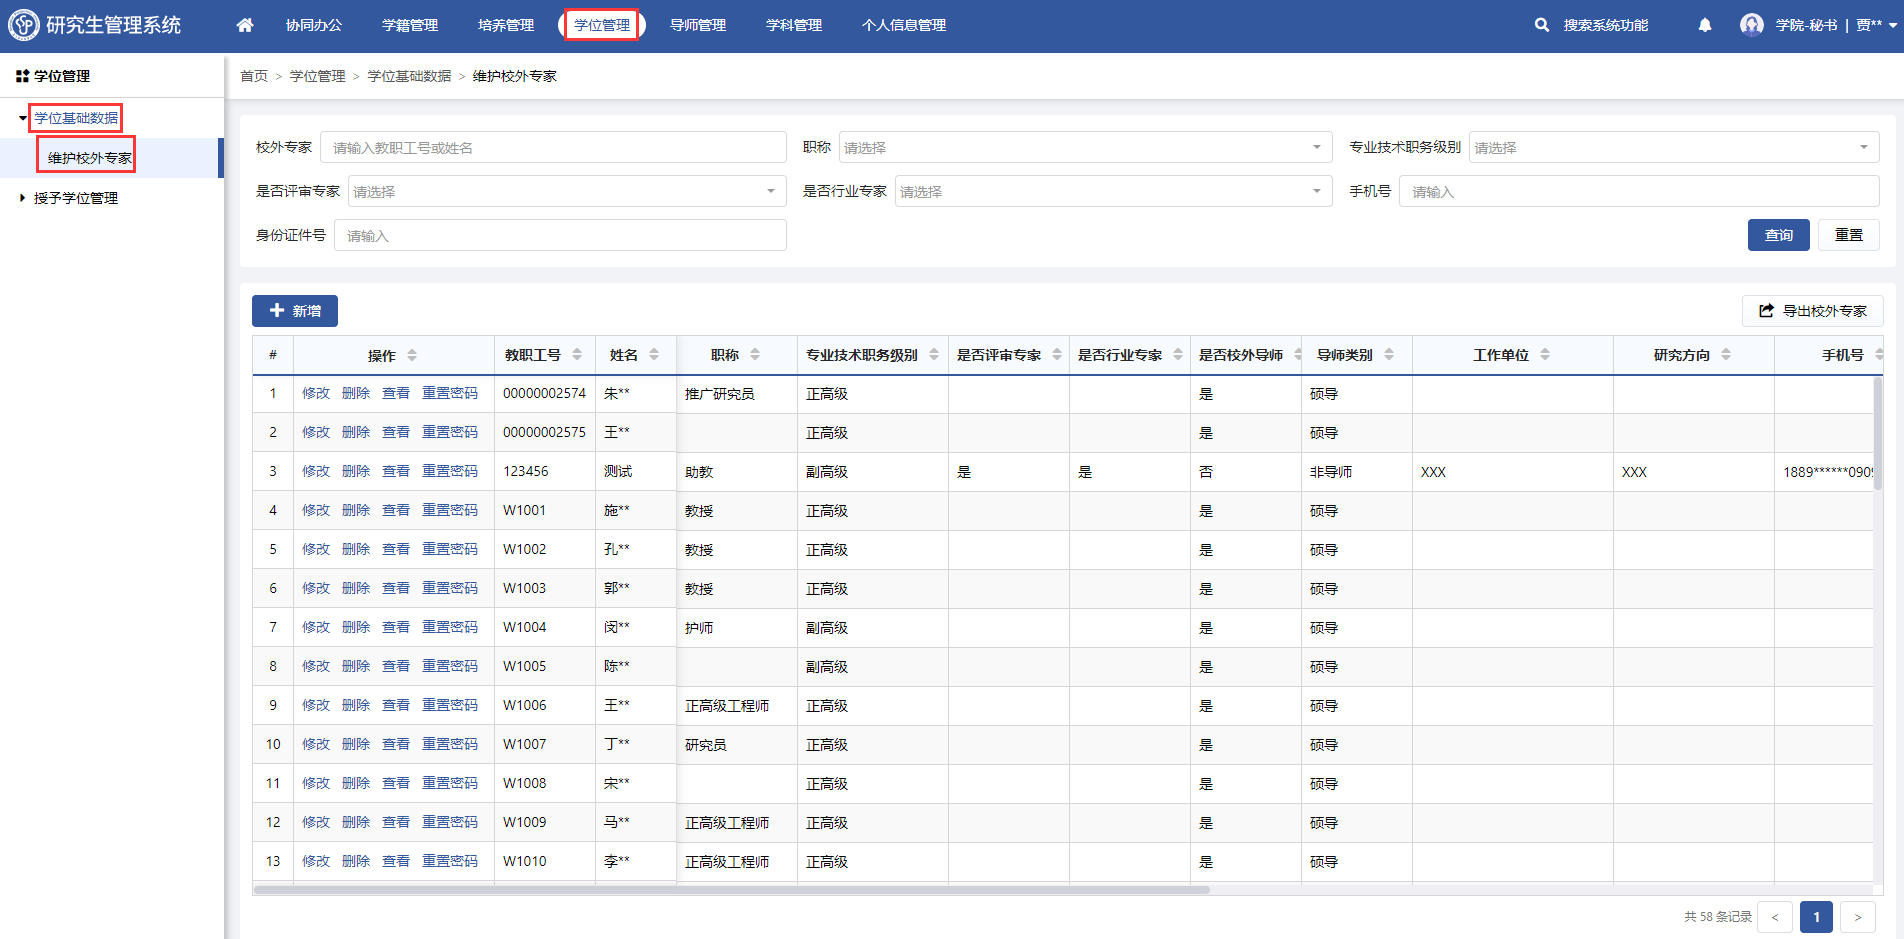 研究生管理系统 协同办公 学籍管理 培养管理 学位管理 导师管理 学科管理 个人信息管理 搜索系统功能 学院-秘书 | 贾**
学位管理
学位基础数据
维护校外专家
授予学位管理
首页 > 学位管理 > 学位基础数据 > 维护校外专家
校外专家 请输入教职工号或姓名 职称 请选择 专业技术职务级别 请选择
是否评审专家 请选择 是否行业专家 请选择 手机号 请输入
身份证件号 请输入 查询 重置
新增 导出校外专家
# 操作 教职工号 姓名 职称 专业技术职务级别 是否评审专家 是否行业专家 是否校外导师 导师类别 工作单位 研究方向 手机号
1 修改 删除 查看 重置密码 00000002574 朱** 推广研究员 正高级 是 硕导
2 修改 删除 查看 重置密码 00000002575 王** 正高级 是 硕导
3 修改 删除 查看 重置密码 123456 测试 助教 副高级 是 是 否 非导师 XXX XXX 1889******0909
4 修改 删除 查看 重置密码 W1001 施** 教授 正高级 是 硕导
5 修改 删除 查看 重置密码 W1002 孔** 教授 正高级 是 硕导
6 修改 删除 查看 重置密码 W1003 郭** 教授 正高级 是 硕导
7 修改 删除 查看 重置密码 W1004 闵** 护师 副高级 是 硕导
8 修改 删除 查看 重置密码 W1005 陈** 副高级 是 硕导
9 修改 删除 查看 重置密码 W1006 王** 正高级工程师 正高级 是 硕导
10 修改 删除 查看 重置密码 W1007 丁** 研究员 正高级 是 硕导
11 修改 删除 查看 重置密码 W1008 宋** 正高级 是 硕导
12 修改 删除 查看 重置密码 W1009 马** 正高级工程师 正高级 是 硕导
13 修改 删除 查看 重置密码 W1010 李** 正高级工程师 正高级 是 硕导
共 58 条记录 < 1 >